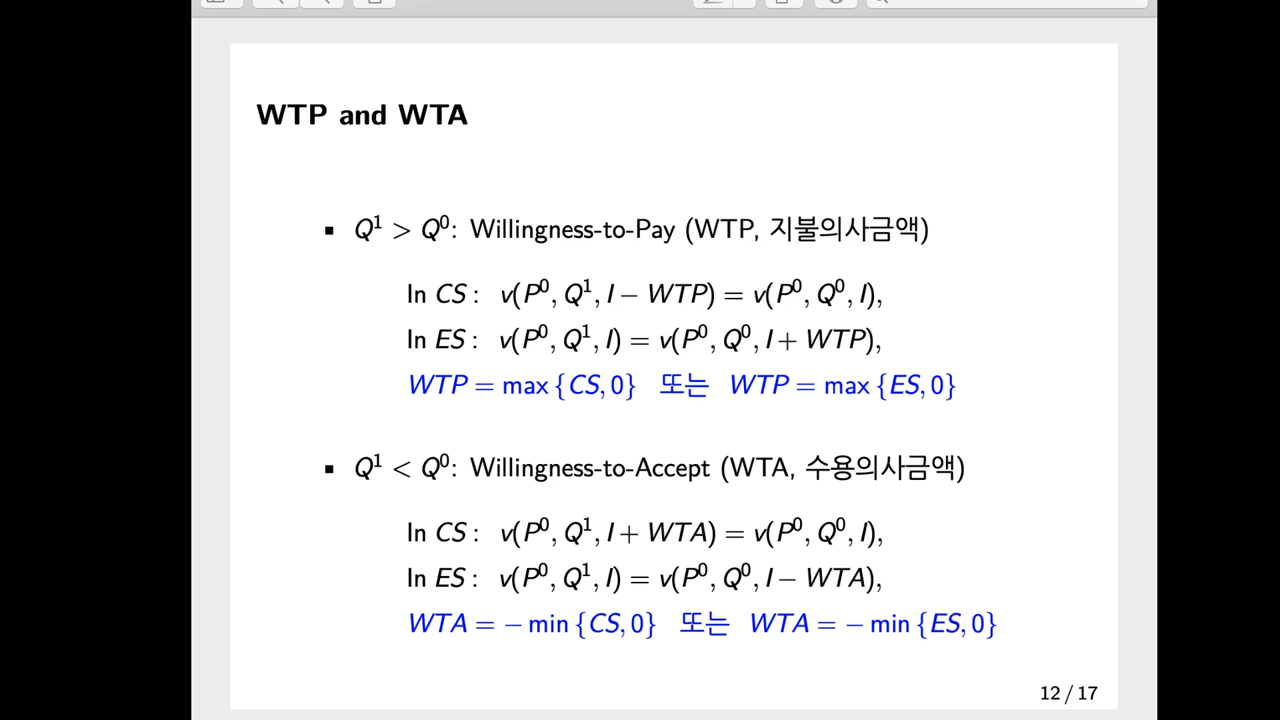 WTP and WTA
▪ Q¹ > Q⁰: Willingness-to-Pay (WTP, 지불의사금액)
In CS : v(P⁰, Q¹, I − WTP) = v(P⁰, Q⁰, I),
In ES : v(P⁰, Q¹, I) = v(P⁰, Q⁰, I + WTP),
WTP = max {CS, 0} 또는 WTP = max {ES, 0}
▪ Q¹ < Q⁰: Willingness-to-Accept (WTA, 수용의사금액)
In CS : v(P⁰, Q¹, I + WTA) = v(P⁰, Q⁰, I),
In ES : v(P⁰, Q¹, I) = v(P⁰, Q⁰, I − WTA),
WTA = − min {CS, 0} 또는 WTA = − min {ES, 0}
12 / 17